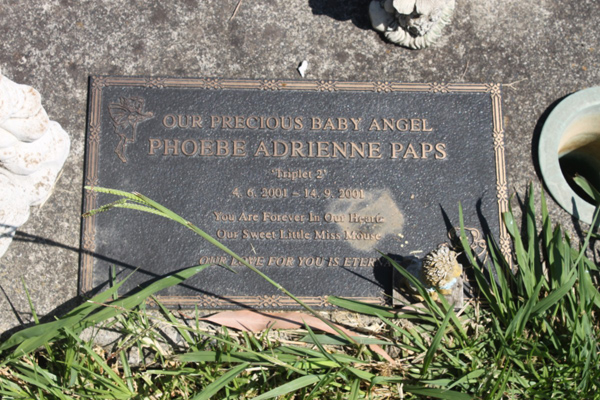 OUR PRECIOUS BABY ANGEL
PHOEBE ADRIENNE PAPS
'Triplet 2'
4. 6. 2001 ~ 14. 9. 2001
You Are Forever In Our Heart
Our Sweet Little Miss Mouse
OUR LOVE FOR YOU IS